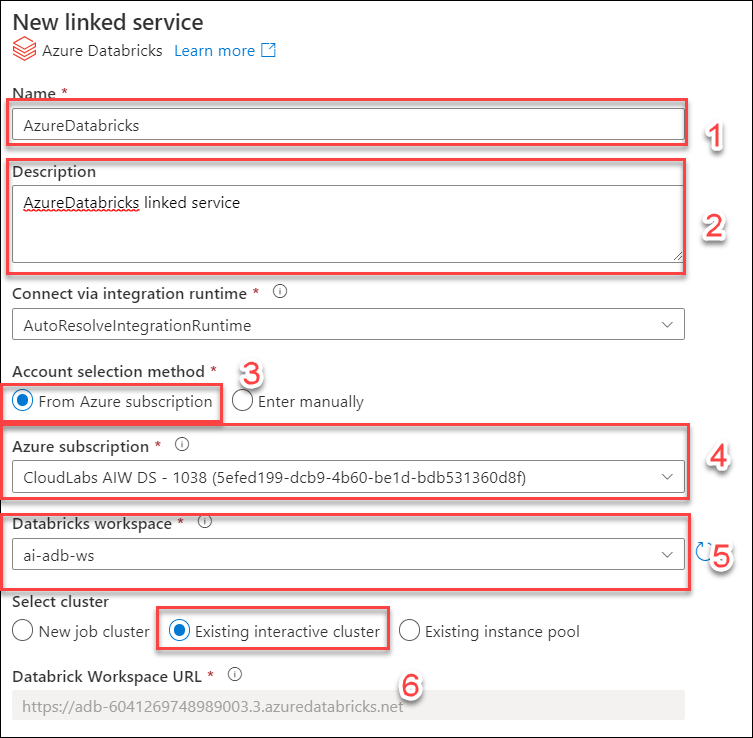 New linked service
Azure Databricks Learn more
Name *
AzureDatabricks
1
Description
AzureDatabricks linked service
2
Connect via integration runtime *
AutoResolveIntegrationRuntime
Account selection method *
3
From Azure subscription Enter manually
Azure subscription *
CloudLabs AIW DS - 1038 (5efed199-dcb9-4b60-be1d-bdb531360d8f)
4
Databricks workspace *
ai-adb-ws
5
Select cluster
New job cluster Existing interactive cluster Existing instance pool
Databrick Workspace URL *
6
https://adb-6041269748989003.3.azuredatabricks.net